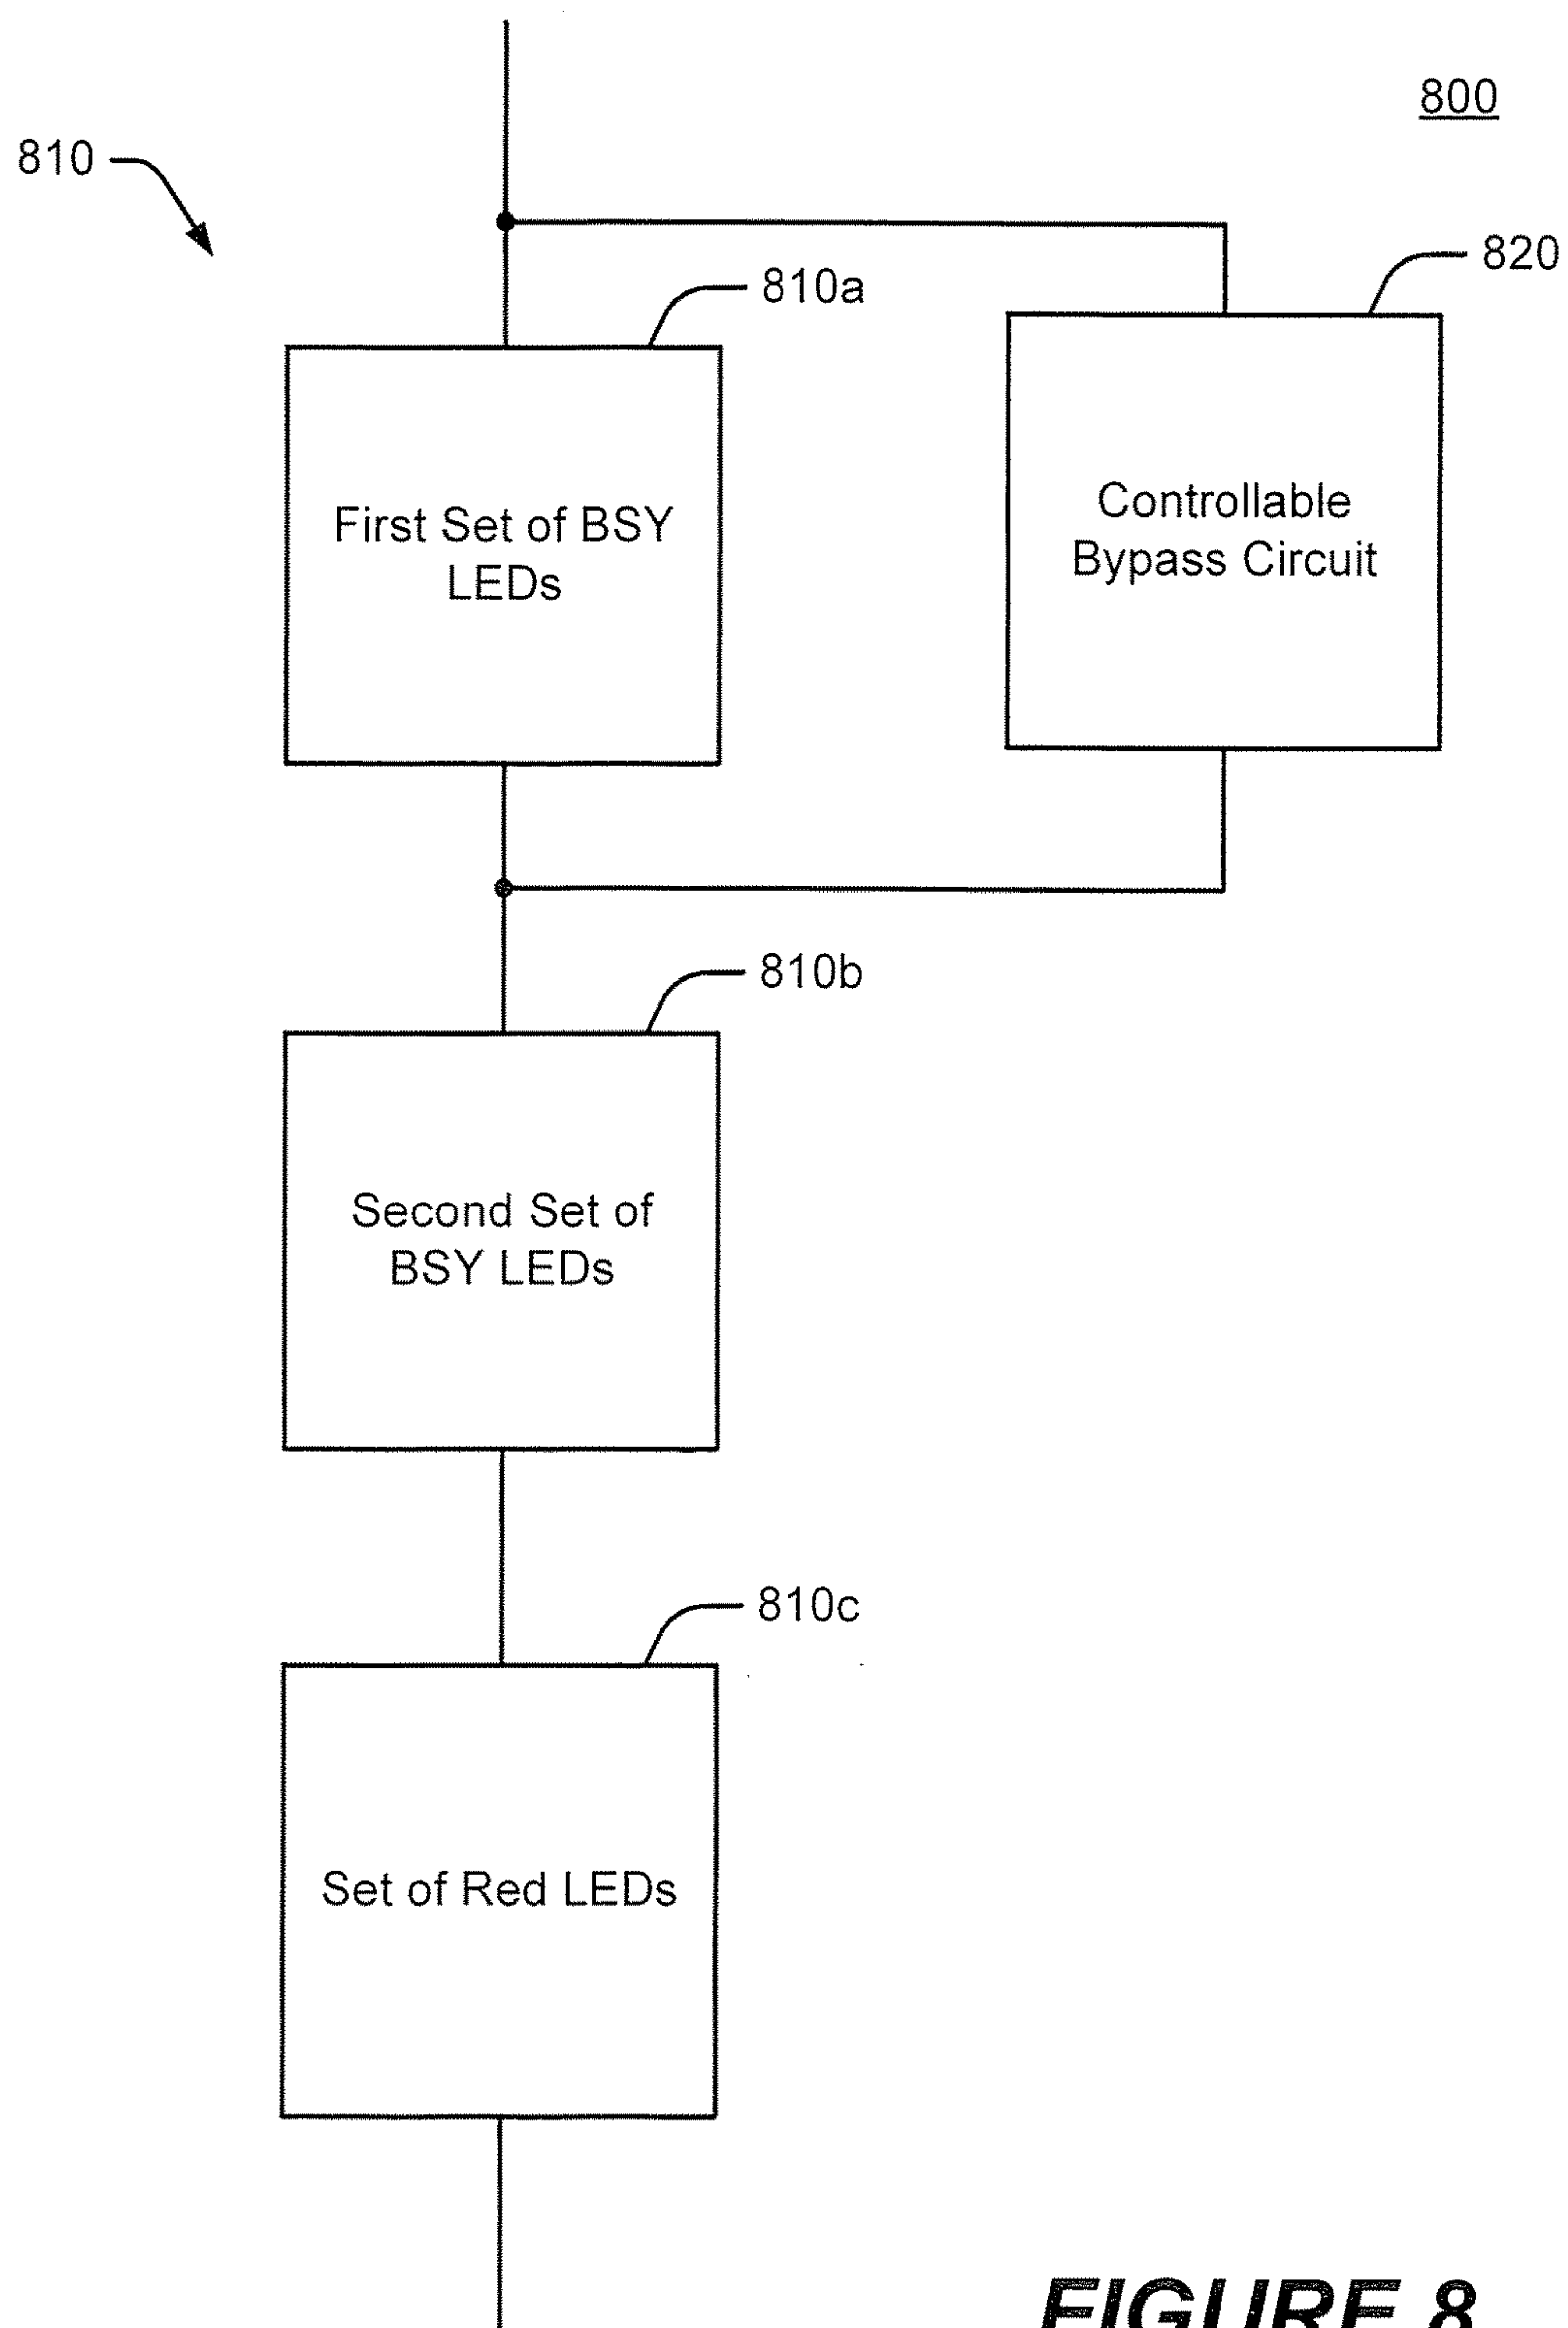 800
810
820
810a
First Set of BSY
LEDs
Controllable
Bypass Circuit
810b
Second Set of
BSY LEDs
810c
Set of Red LEDs
FIGURE 8